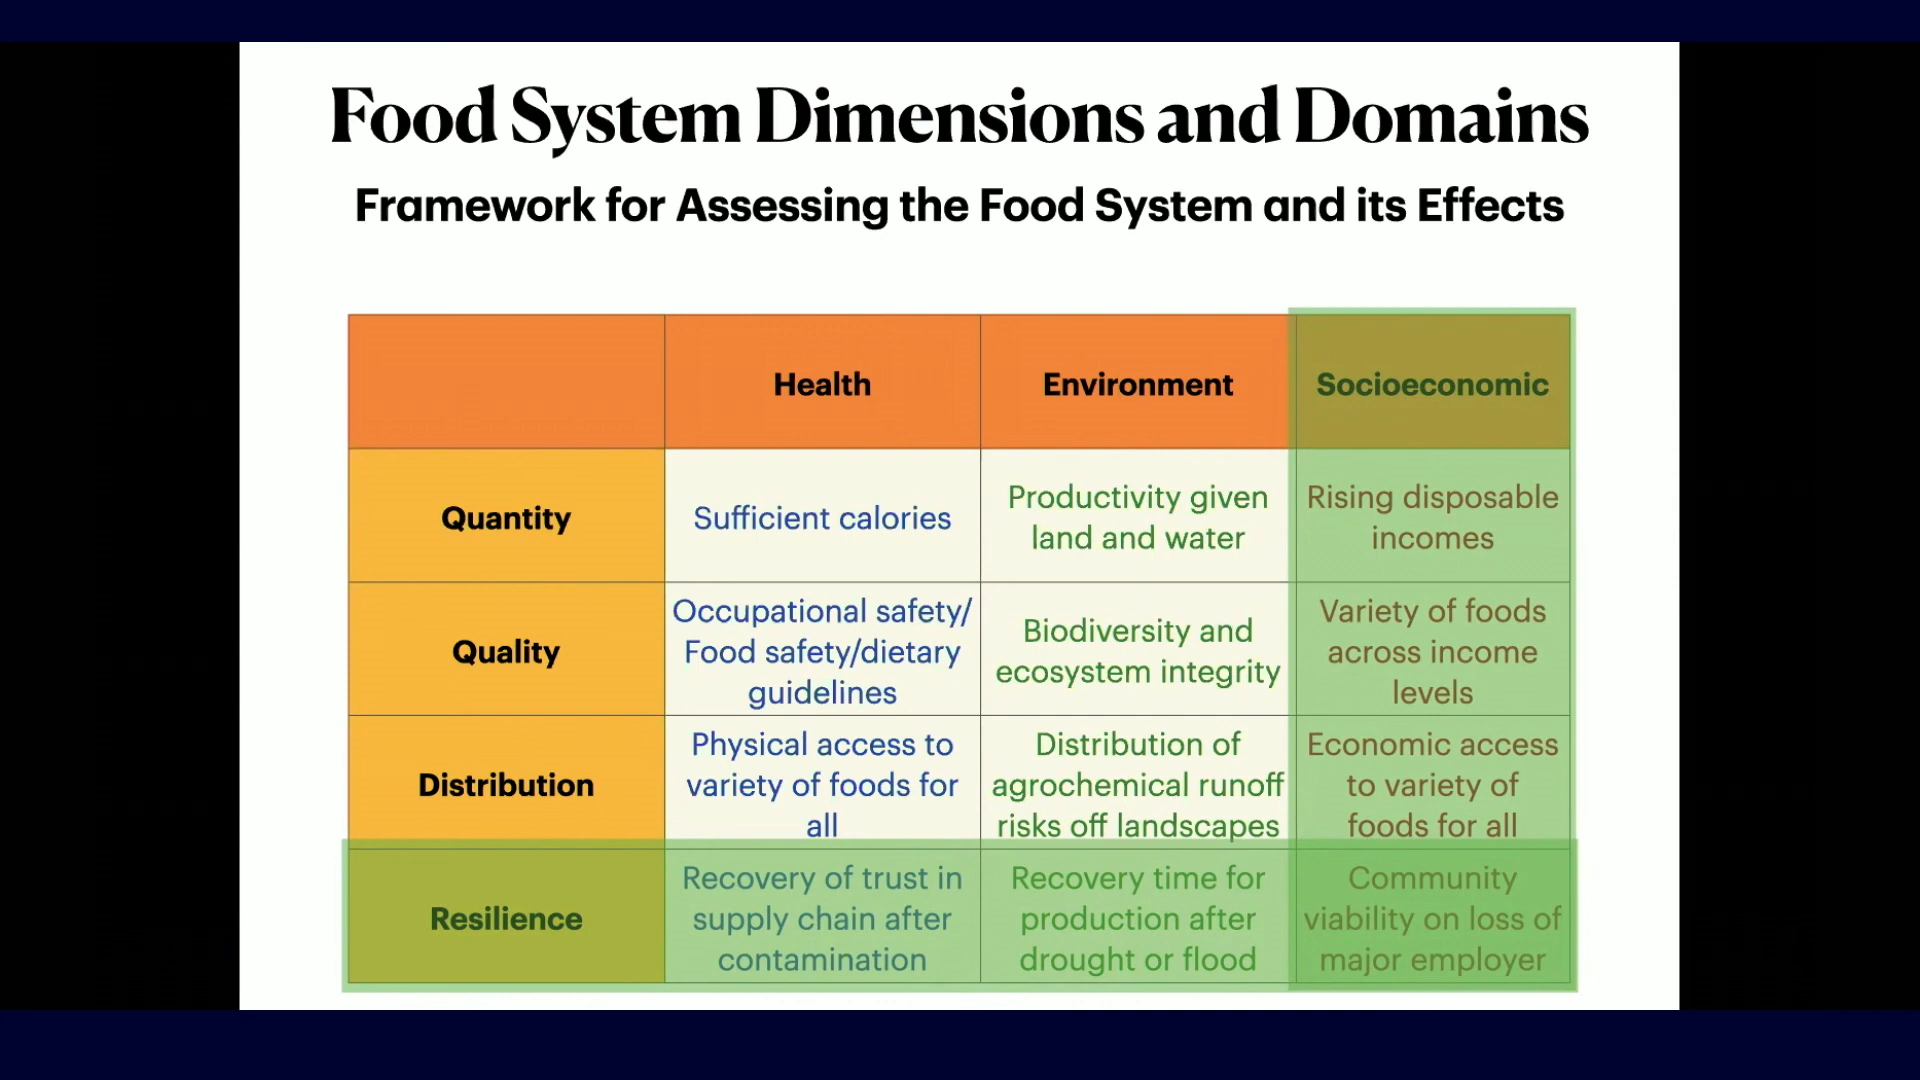 Food System Dimensions and Domains
Framework for Assessing the Food System and its Effects
Health
Environment
Socioeconomic
Quantity
Sufficient calories
Productivity given
land and water
Rising disposable
incomes
Quality
Occupational safety/
Food safety/dietary
guidelines
Biodiversity and
ecosystem integrity
Variety of foods
across income
levels
Distribution
Physical access to
variety of foods for
all
Distribution of
agrochemical runoff
risks off landscapes
Economic access
to variety of
foods for all
Resilience
Recovery of trust in
supply chain after
contamination
Recovery time for
production after
drought or flood
Community
viability on loss of
major employer